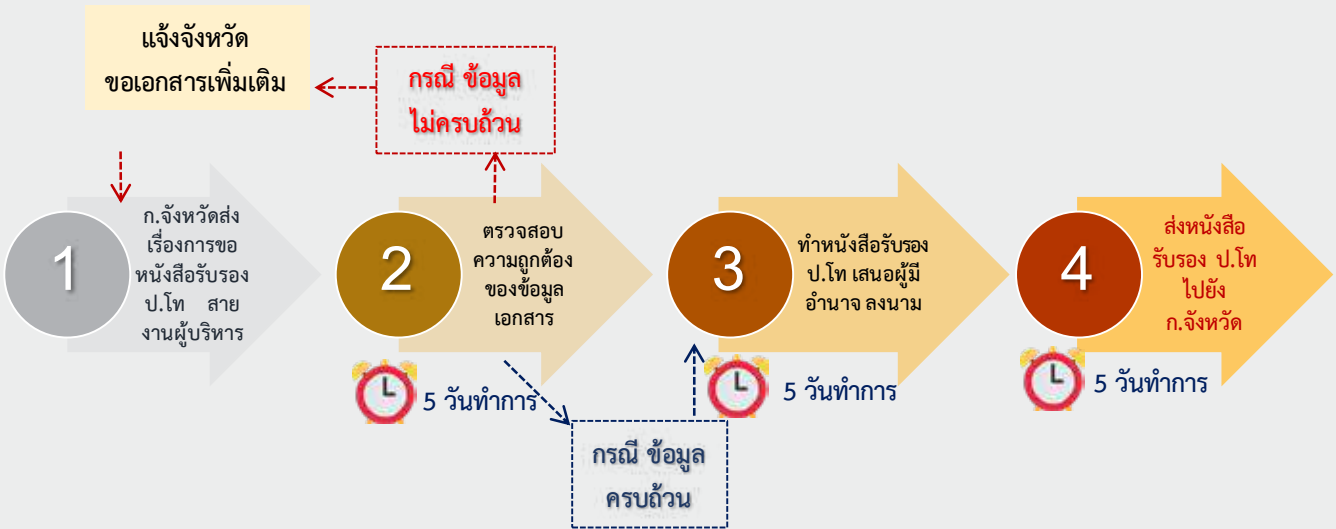 แจ้งจังหวัด
ขอเอกสารเพิ่มเติม
กรณี ข้อมูล
ไม่ครบถ้วน
1
ก.จังหวัดส่ง
เรื่องการขอ
หนังสือรับรอง
ป.โท สาย
งานผู้บริหาร
2
ตรวจสอบ
ความถูกต้อง
ของข้อมูล
เอกสาร
5 วันทำการ
กรณี ข้อมูล
ครบถ้วน
3
ทำหนังสือรับรอง
ป.โท เสนอผู้มี
อำนาจ ลงนาม
5 วันทำการ
4
ส่งหนังสือ
รับรอง ป.โท
ไปยัง
ก.จังหวัด
5 วันทำการ